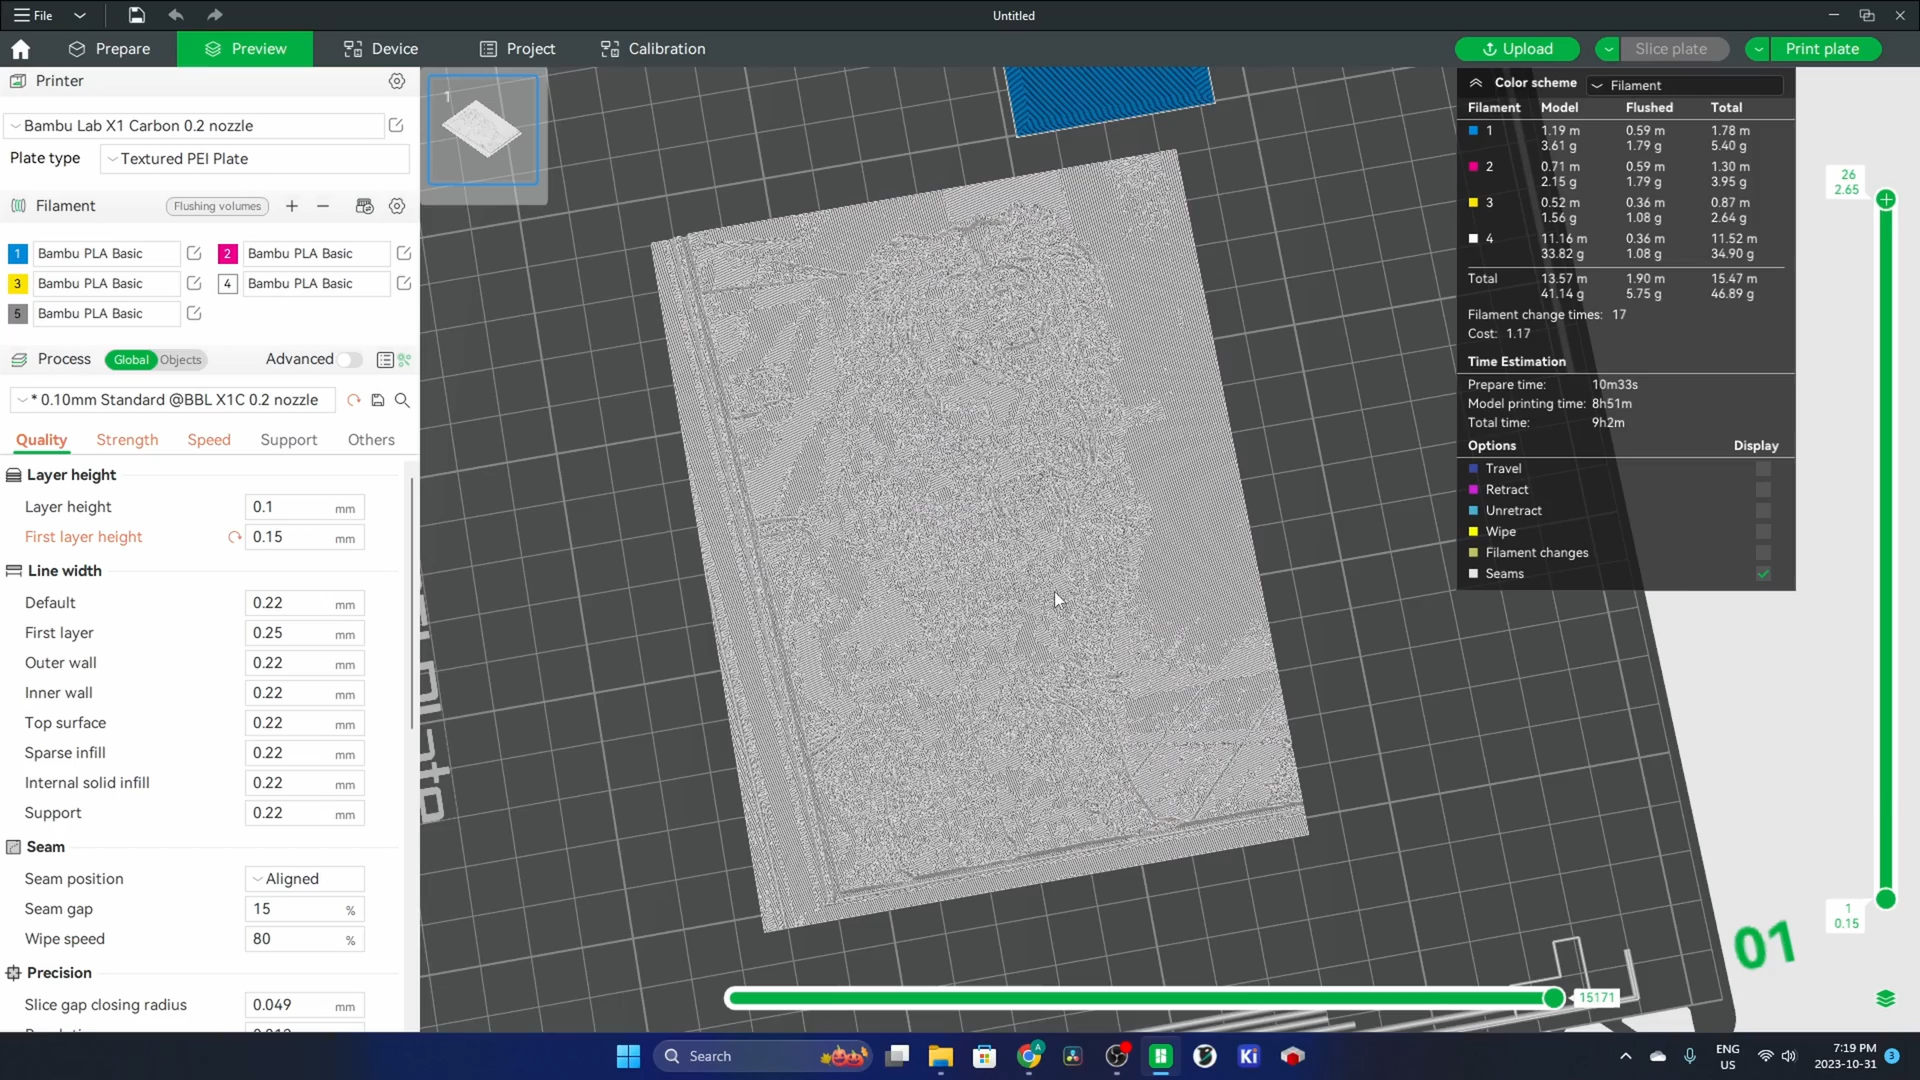 File Untitled
Prepare Preview Device Project Calibration Upload Slice plate Print plate
Printer
Bambu Lab X1 Carbon 0.2 nozzle
Plate type Textured PEI Plate
Filament Flushing volumes
1 Bambu PLA Basic 2 Bambu PLA Basic
3 Bambu PLA Basic 4 Bambu PLA Basic
5 Bambu PLA Basic
Process Global Objects Advanced
* 0.10mm Standard @BBL X1C 0.2 nozzle
Quality Strength Speed Support Others
Layer height
Layer height 0.1 mm
First layer height 0.15 mm
Line width
Default 0.22 mm
First layer 0.25 mm
Outer wall 0.22 mm
Inner wall 0.22 mm
Top surface 0.22 mm
Sparse infill 0.22 mm
Internal solid infill 0.22 mm
Support 0.22 mm
Seam
Seam position Aligned
Seam gap 15 %
Wipe speed 80 %
Precision
Slice gap closing radius 0.049 mm
1
Color scheme Filament
Filament Model Flushed Total
1 1.19 m 0.59 m 1.78 m
3.61 g 1.79 g 5.40 g
2 0.71 m 0.59 m 1.30 m
2.15 g 1.79 g 3.95 g
3 0.52 m 0.36 m 0.87 m
1.56 g 1.08 g 2.64 g
4 11.16 m 0.36 m 11.52 m
33.82 g 1.08 g 34.90 g
Total 13.57 m 1.90 m 15.47 m
41.14 g 5.75 g 46.89 g
Filament change times: 17
Cost: 1.17
Time Estimation
Prepare time: 10m33s
Model printing time: 8h51m
Total time: 9h2m
Options Display
Travel
Retract
Unretract
Wipe
Filament changes
Seams
26
2.65
1
0.15
01
15171
Search
Ki
ENG
US
7:19 PM
2023-10-31
3